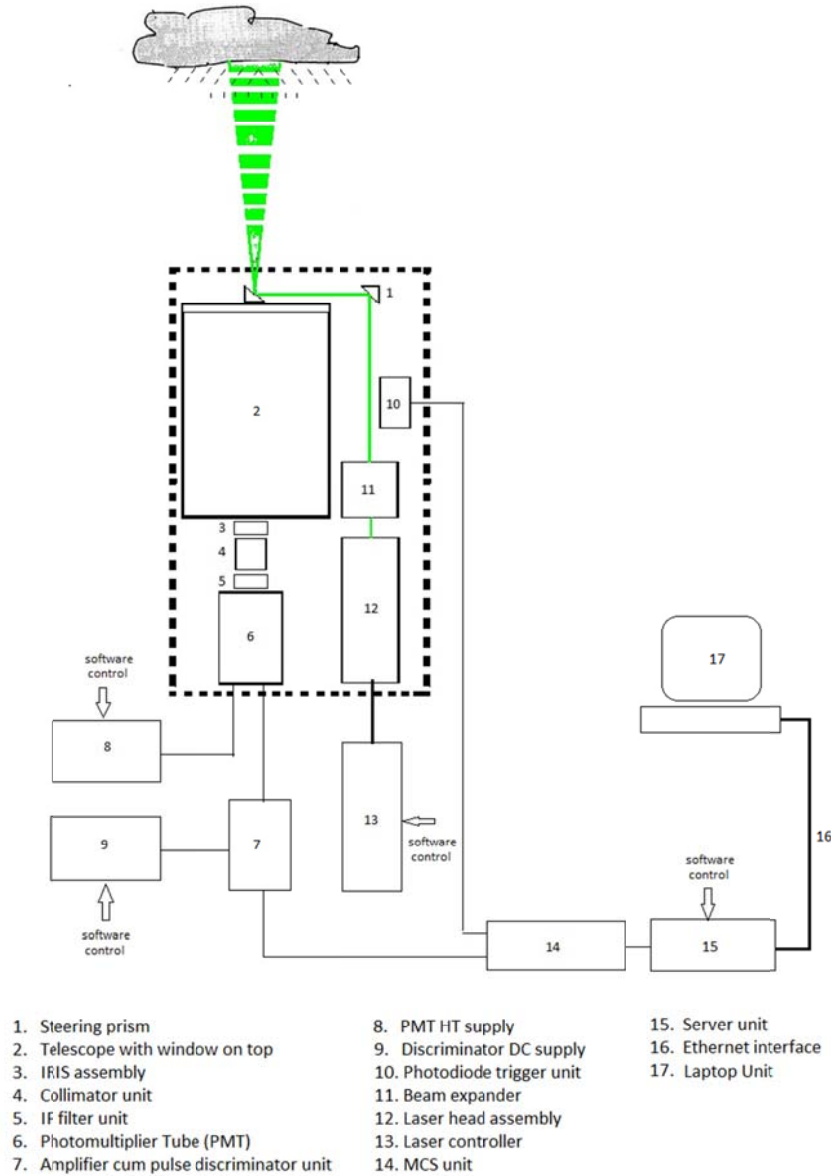 1
2
10
11
3
4
5
12
6
software
control
17
8
13
software
control
9
7
16
software
control
software
control
14
15
1. Steering prism
2. Telescope with window on top
3. IRIS assembly
4. Collimator unit
5. IF filter unit
6. Photomultiplier Tube (PMT)
7. Amplifier cum pulse discriminator unit
8. PMT HT supply
9. Discriminator DC supply
10. Photodiode trigger unit
11. Beam expander
12. Laser head assembly
13. Laser controller
14. MCS unit
15. Server unit
16. Ethernet interface
17. Laptop Unit